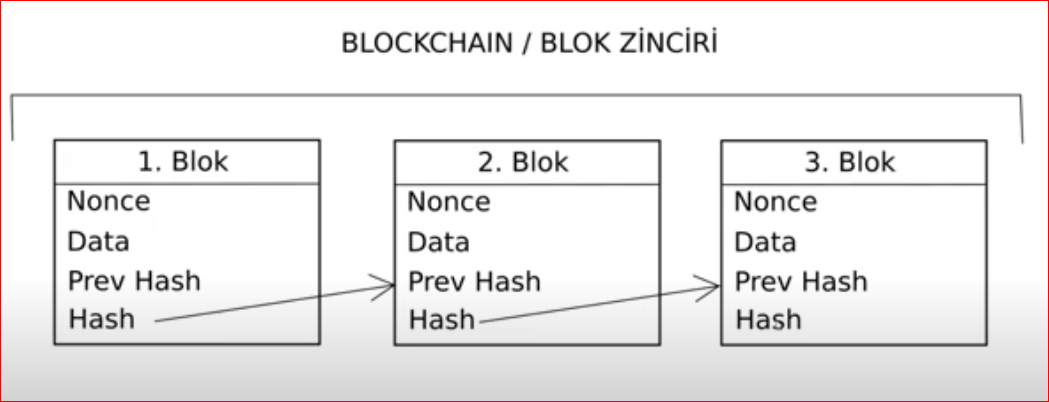 BLOCKCHAIN / BLOK ZİNCİRİ
1. Blok
Nonce
Data
Prev Hash
Hash
2. Blok
Nonce
Data
Prev Hash
Hash
3. Blok
Nonce
Data
Prev Hash
Hash